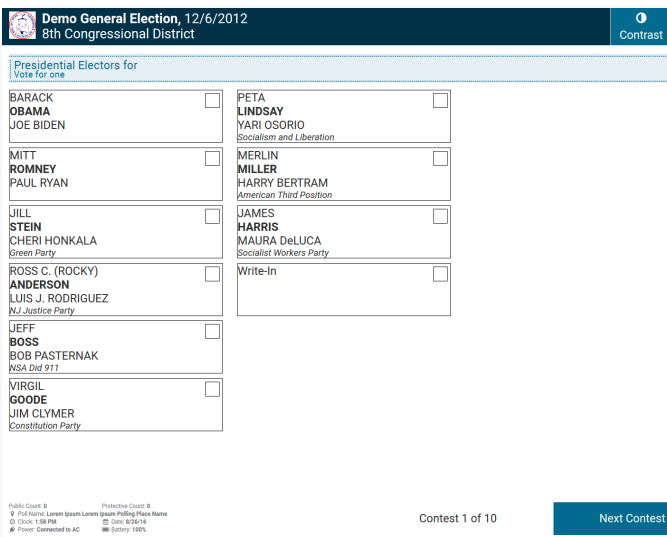 Demo General Election, 12/6/2012
8th Congressional District
Contrast
Presidential Electors for
Vote for one
BARACK
OBAMA
JOE BIDEN
MITT
ROMNEY
PAUL RYAN
JILL
STEIN
CHERI HONKALA
Green Party
ROSS C. (ROCKY)
ANDERSON
LUIS J. RODRIGUEZ
NJ Justice Party
JEFF
BOSS
BOB PASTERNAK
NSA Did 911
VIRGIL
GOODE
JIM CLYMER
Constitution Party
PETA
LINDSAY
YARI OSORIO
Socialism and Liberation
MERLIN
MILLER
HARRY BERTRAM
American Third Position
JAMES
HARRIS
MAURA DeLUCA
Socialist Workers Party
Write-In
Public Count: 0 Protective Count: 0
Poll Name: Lorem Ipsum Lorem Ipsum Polling Place Name
Clock: 1:58 PM Date: 8/26/16
Power: Connected to AC Battery: 100%
Contest 1 of 10
Next Contest